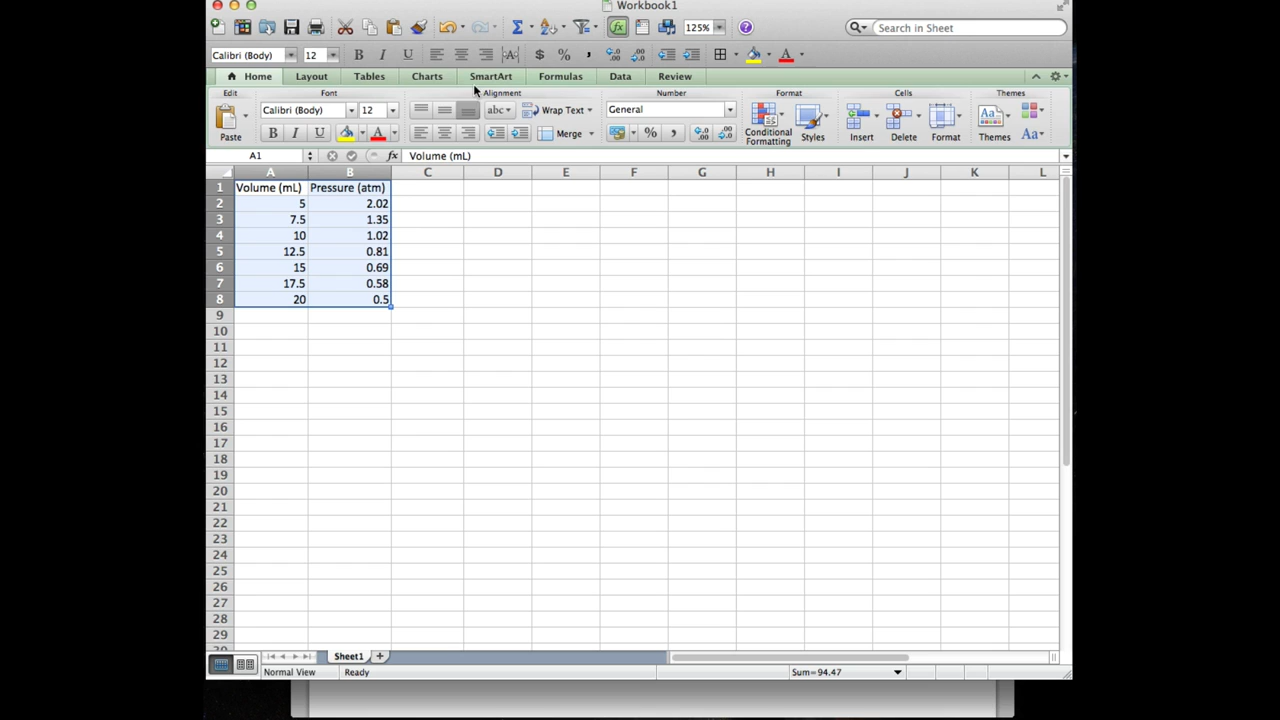 Workbook1
125%
Search in Sheet
Calibri (Body) 12 B I U A $ % ,
Home Layout Tables Charts SmartArt Formulas Data Review
Edit Font Alignment Number Format Cells Themes
Calibri (Body) 12 abc Wrap Text General
Paste B I U A Merge % , Conditional Formatting Styles Insert Delete Format Themes Aa
A1 fx Volume (mL)
A B C D E F G H I J K L
1 Volume (mL) Pressure (atm)
2 5 2.02
3 7.5 1.35
4 10 1.02
5 12.5 0.81
6 15 0.69
7 17.5 0.58
8 20 0.5
9
10
11
12
13
14
15
16
17
18
19
20
21
22
23
24
25
26
27
28
29
Sheet1
Normal View Ready Sum=94.47